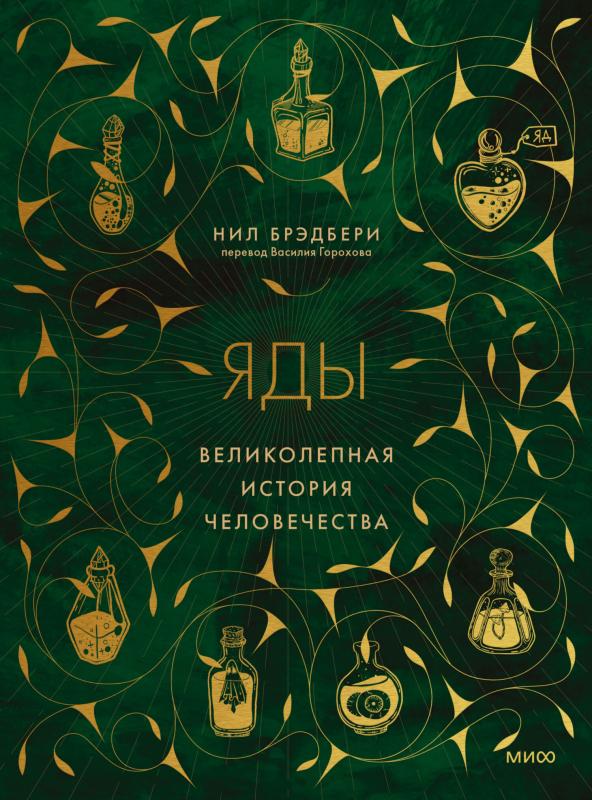 ЯД
НИЛ БРЭДБЕРИ
перевод Василия Горохова
ЯДЫ
ВЕЛИКОЛЕПНАЯ
ИСТОРИЯ
ЧЕЛОВЕЧЕСТВА
МИФ